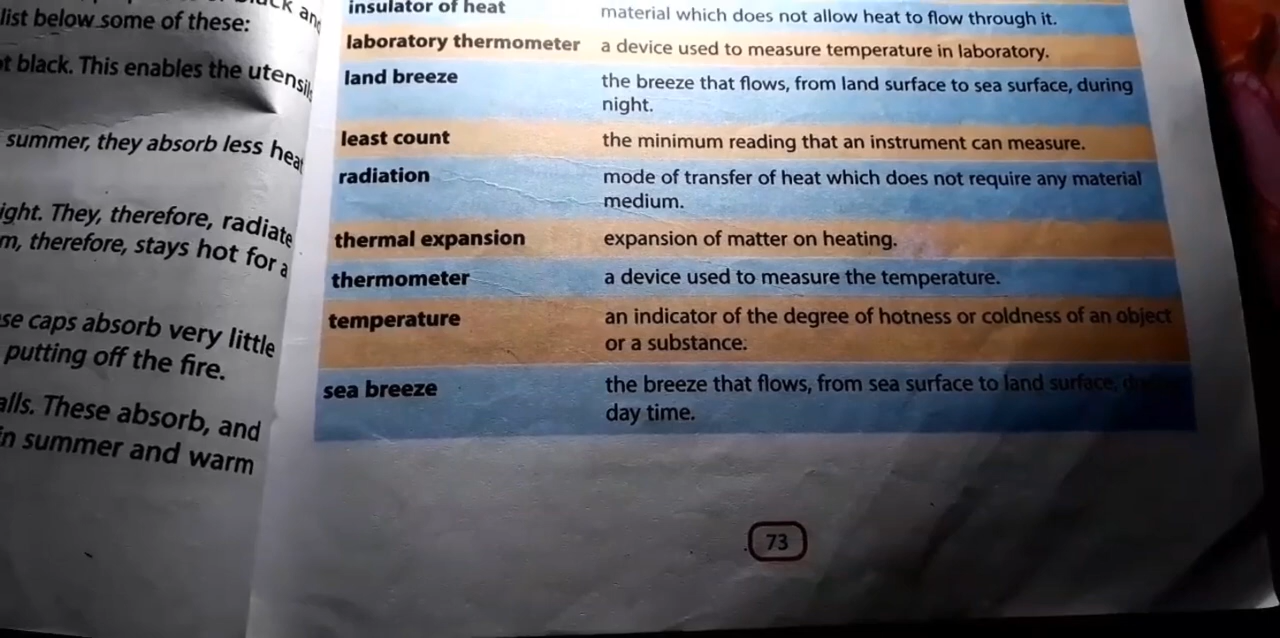 ck and
list below some of these:
t black. This enables the utensils
summer, they absorb less heat
ight. They, therefore, radiate
m, therefore, stays hot for a
se caps absorb very little
putting off the fire.
alls. These absorb, and
in summer and warm
insulator of heat material which does not allow heat to flow through it.
laboratory thermometer a device used to measure temperature in laboratory.
land breeze the breeze that flows, from land surface to sea surface, during
night.
least count the minimum reading that an instrument can measure.
radiation mode of transfer of heat which does not require any material
medium.
thermal expansion expansion of matter on heating.
thermometer a device used to measure the temperature.
temperature an indicator of the degree of hotness or coldness of an object
or a substance.
sea breeze the breeze that flows, from sea surface to land surface,
day time.
73